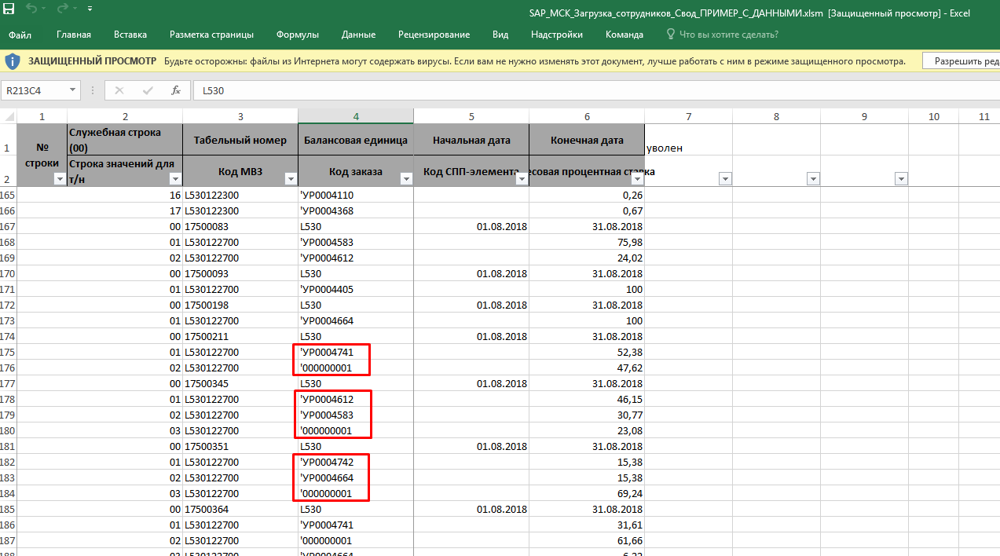 SAP_МСК_Загрузка_сотрудников_Свод_ПРИМЕР_С_ДАННЫМИ.xlsm [Защищенный просмотр] - Excel
Файл Главная Вставка Разметка страницы Формулы Данные Рецензирование Вид Надстройки Команда Что вы хотите сделать?
ЗАЩИЩЕННЫЙ ПРОСМОТР Будьте осторожны: файлы из Интернета могут содержать вирусы. Если вам не нужно изменять этот документ, лучше работать с ним в режиме защищенного просмотра. Разрешить ред
R213C4 fx L530
1 2 3 4 5 6 7 8 9 10 11
1 № строки Служебная строка (00) Табельный номер Балансовая единица Начальная дата Конечная дата уволен
2 Строка значений для т/н Код МВЗ Код заказа Код СПП-элемента есовая процентная ставка
165 16 L530122300 'УР0004110 0,26
166 17 L530122300 'УР0004368 0,67
167 00 17500083 L530 01.08.2018 31.08.2018
168 01 L530122700 'УР0004583 75,98
169 02 L530122700 'УР0004612 24,02
170 00 17500093 L530 01.08.2018 31.08.2018
171 01 L530122700 'УР0004405 100
172 00 17500198 L530 01.08.2018 31.08.2018
173 01 L530122700 'УР0004664 100
174 00 17500211 L530 01.08.2018 31.08.2018
175 01 L530122700 'УР0004741 52,38
176 02 L530122700 '000000001 47,62
177 00 17500345 L530 01.08.2018 31.08.2018
178 01 L530122700 'УР0004612 46,15
179 02 L530122700 'УР0004583 30,77
180 03 L530122700 '000000001 23,08
181 00 17500351 L530 01.08.2018 31.08.2018
182 01 L530122700 'УР0004742 15,38
183 02 L530122700 'УР0004664 15,38
184 03 L530122700 '000000001 69,24
185 00 17500364 L530 01.08.2018 31.08.2018
186 01 L530122700 'УР0004741 31,61
187 02 L530122700 '000000001 61,66
188 03 L530122700 'УР0004664